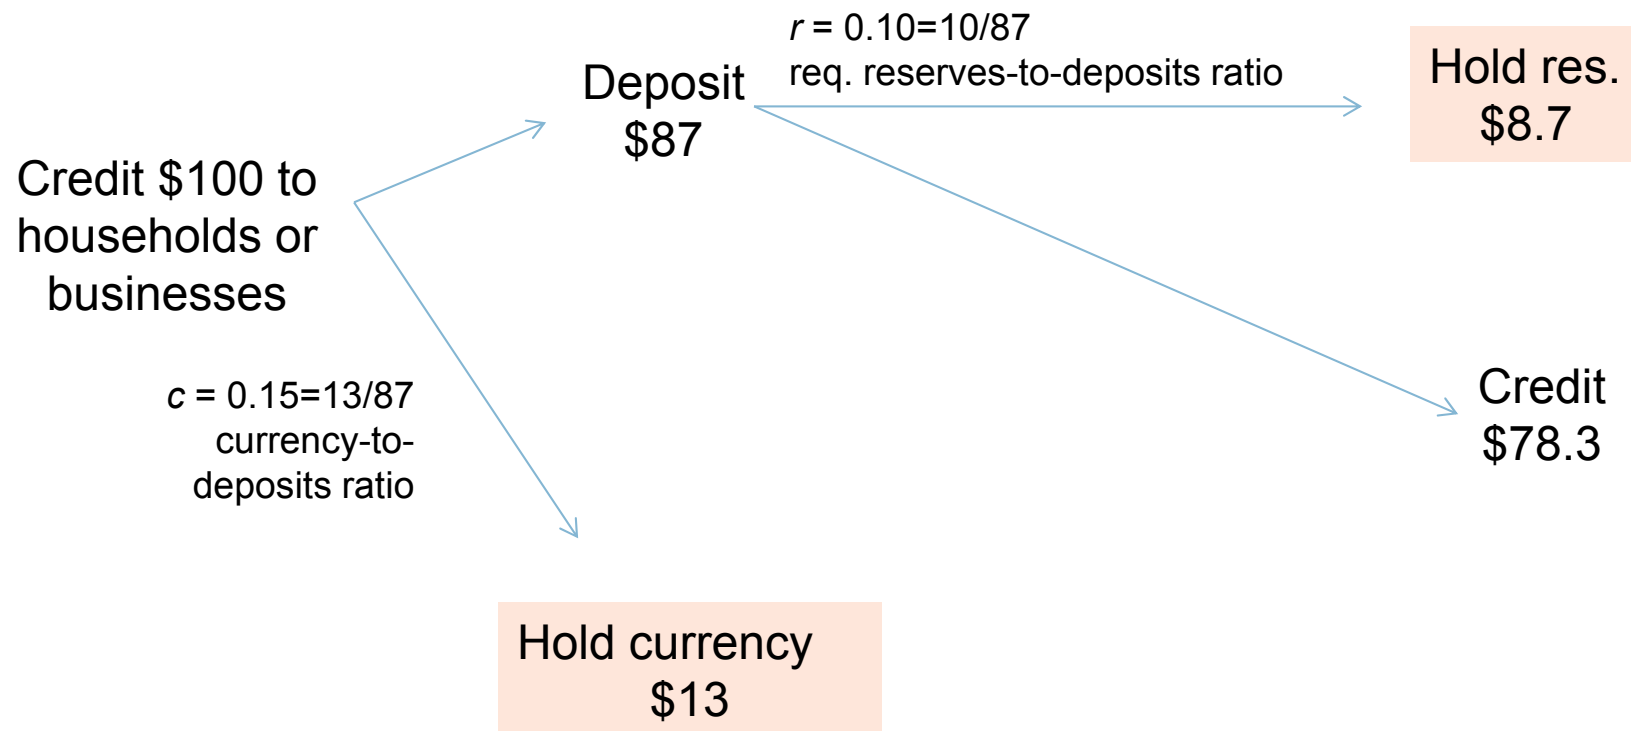 Credit $100 to
households or
businesses
Deposit
$87
r = 0.10=10/87
req. reserves-to-deposits ratio
Hold res.
$8.7
Credit
$78.3
c = 0.15=13/87
currency-to-
deposits ratio
Hold currency
$13